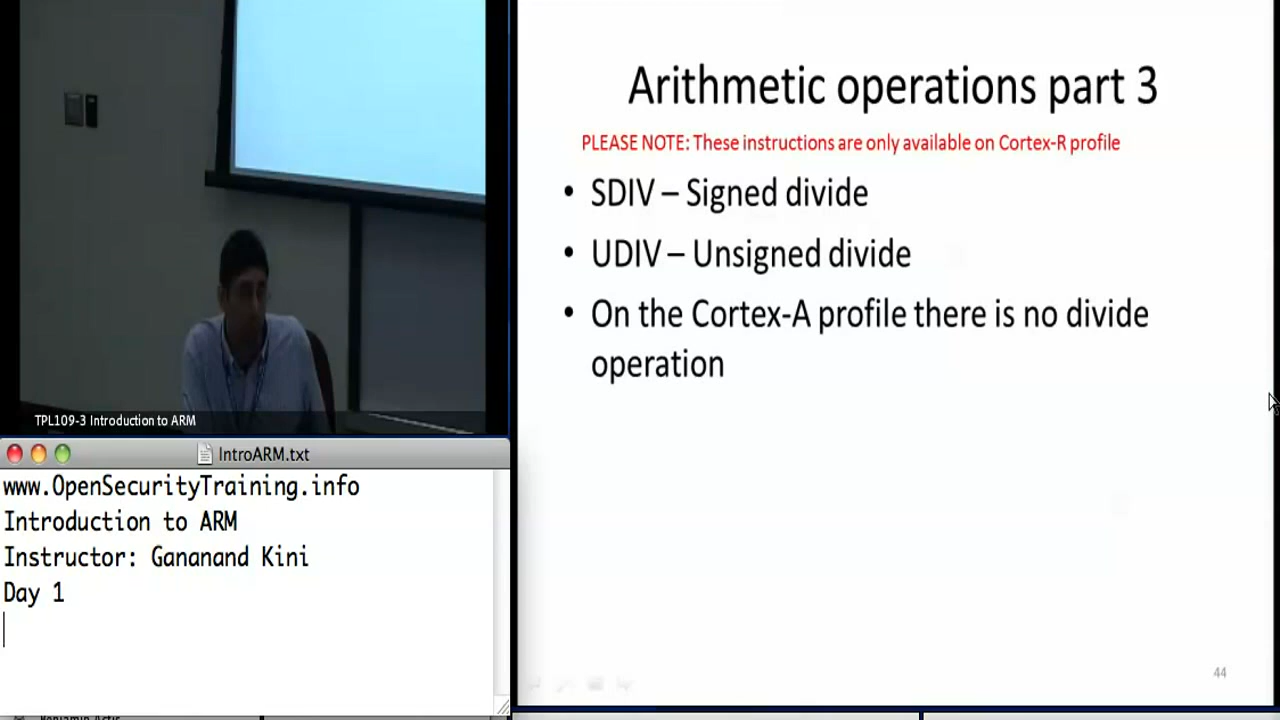 Arithmetic operations part 3
PLEASE NOTE: These instructions are only available on Cortex-R profile
• SDIV – Signed divide
• UDIV – Unsigned divide
• On the Cortex-A profile there is no divide
operation
44
TPL109-3 Introduction to ARM
IntroARM.txt
www.OpenSecurityTraining.info
Introduction to ARM
Instructor: Gananand Kini
Day 1